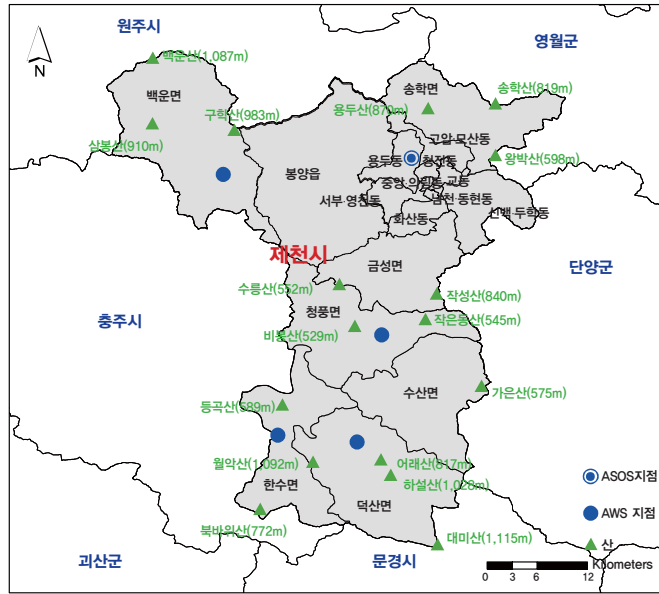 원주시
영월군
백운산(1,087m)
N
백운면
송학면
송학산(819m)
구학산(983m)
용두산(870m)
삼봉산(910m)
고암·모산동
용두동
청전동
왕박산(598m)
봉양읍
중앙·의림동
교동
서부·영천동
남천·동현동
신백·두학동
화산동
제천시
금성면
단양군
수릉산(552m)
작성산(840m)
청풍면
충주시
작은동산(545m)
비봉산(529m)
수산면
가은산(575m)
등곡산(589m)
월악산(1,092m)
어래산(817m)
하설산(1,028m)
ASOS지점
한수면
덕산면
AWS 지점
북바위산(772m)
대미산(1,115m)
산
괴산군
문경시
Kilometers
0 3 6 12